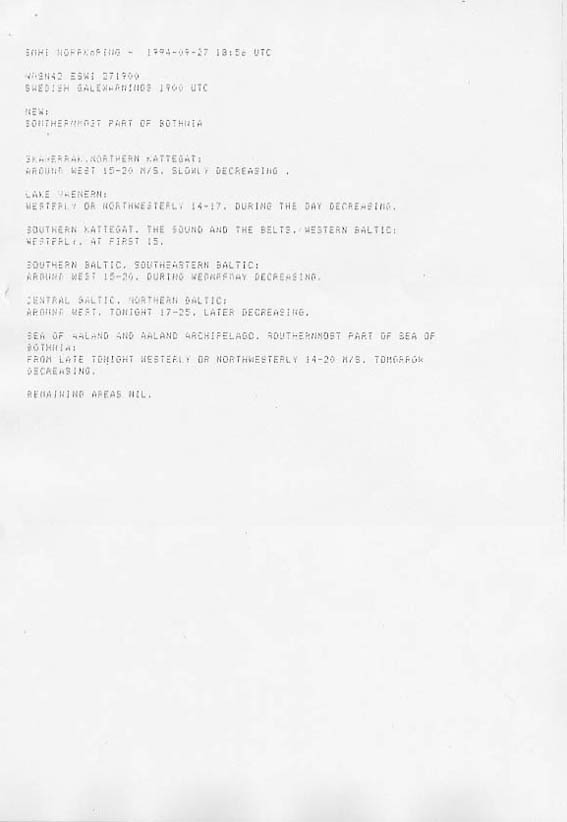 SMHI NORRKOPING - 1994-09-27 18:56 UTC
WASN42 ESWI 271900
SWEDISH GALEWARNINGS 1900 UTC
NEW:
SOUTHERNMOST PART OF BOTHNIA
SKAGERRAK,NORTHERN KATTEGAT:
AROUND WEST 15-20 M/S, SLOWLY DECREASING .
LAKE VAENERN:
WESTERLY OR NORTHWESTERLY 14-17, DURING THE DAY DECREASING.
SOUTHERN KATTEGAT, THE SOUND AND THE BELTS, WESTERN BALTIC:
WESTERLY, AT FIRST 15.
SOUTHERN BALTIC, SOUTHEASTERN BALTIC:
AROUND WEST 15-20, DURING WEDNESDAY DECREASING.
CENTRAL BALTIC, NORTHERN BALTIC:
AROUND WEST, TONIGHT 17-25, LATER DECREASING.
SEA OF AALAND AND AALAND ARCHIPELAGO, SOUTHERNMOST PART OF SEA OF
BOTHNIA:
FROM LATE TONIGHT WESTERLY OR NORTHWESTERLY 14-20 M/S, TOMORROW
DECREASING.
REMAINING AREAS NIL.